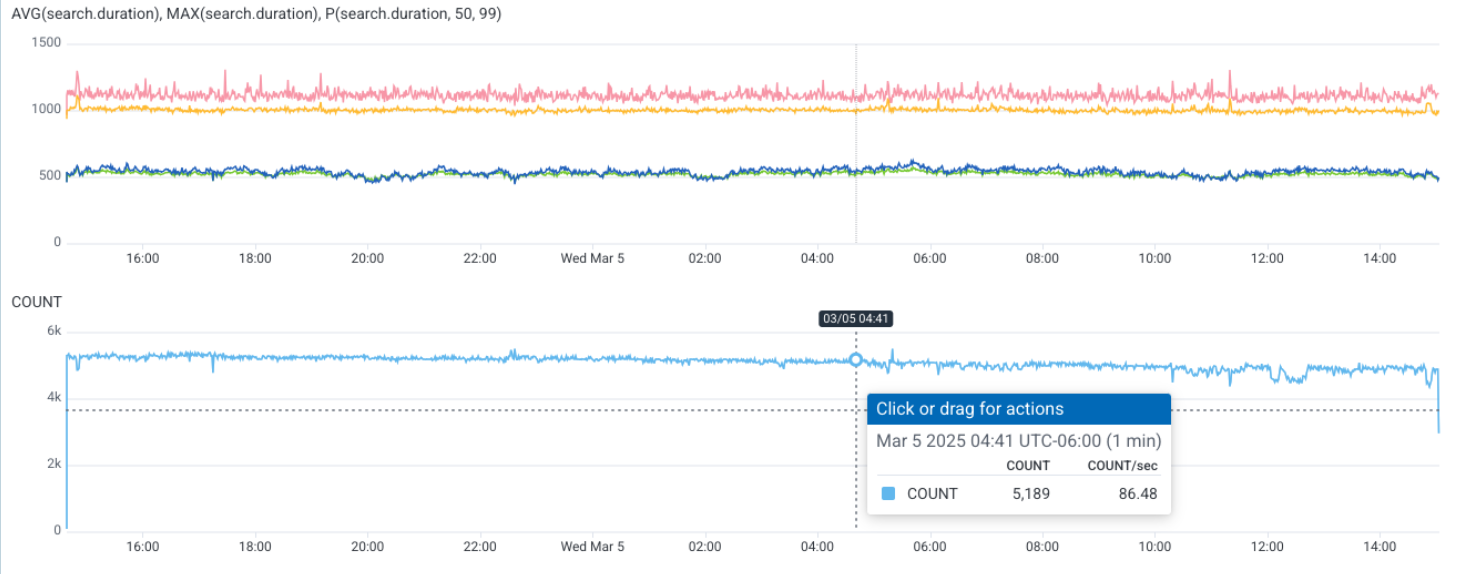 AVG(search.duration), MAX(search.duration), P(search.duration, 50, 99)
1500
1000
500
0
16:00 18:00 20:00 22:00 Wed Mar 5 02:00 04:00 06:00 08:00 10:00 12:00 14:00
COUNT
03/05 04:41
6k
4k
2k
0
Click or drag for actions
Mar 5 2025 04:41 UTC-06:00 (1 min)
COUNT COUNT/sec
COUNT 5,189 86.48
16:00 18:00 20:00 22:00 Wed Mar 5 02:00 04:00 06:00 08:00 10:00 12:00 14:00